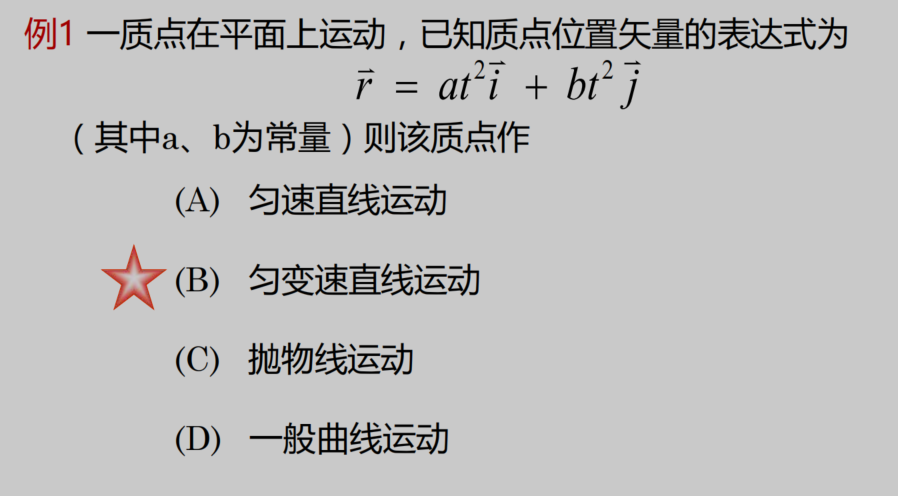 例1 一质点在平面上运动，已知质点位置矢量的表达式为
$\vec{r} = at^2\vec{i} + bt^2\vec{j}$
（其中a、b为常量）则该质点作
(A) 匀速直线运动
(B) 匀变速直线运动
(C) 抛物线运动
(D) 一般曲线运动